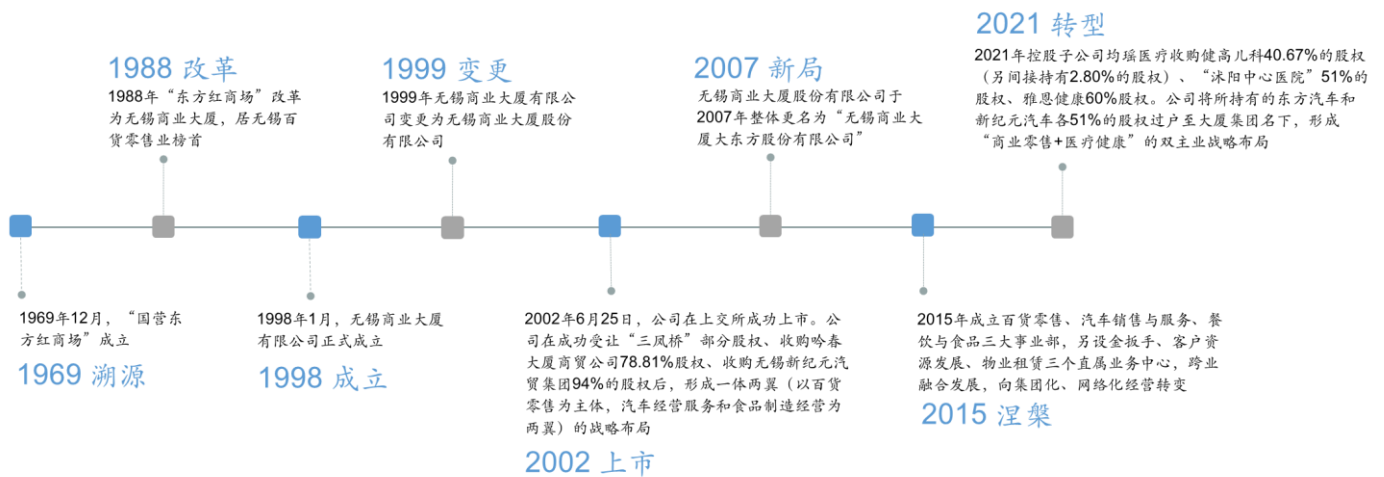 1988 改革
1988年“东方红商场”改革
为无锡商业大厦，居无锡百
货零售业榜首
1999 变更
1999年无锡商业大厦有限公
司变更为无锡商业大厦股份
有限公司
2007 新局
无锡商业大厦股份有限公司于
2007年整体更名为“无锡商业大
厦大东方股份有限公司”
2021 转型
2021年控股子公司均瑶医疗收购健高儿科40.67%的股权
（另间接持有2.80%的股权）、“沭阳中心医院”51%的
股权、雅恩健康60%股权。公司将所持有的东方汽车和
新纪元汽车各51%的股权过户至大厦集团名下，形成
“商业零售+医疗健康”的双主业战略布局
1969年12月，“国营东
方红商场”成立
1969 溯源
1998年1月，无锡商业大厦
有限公司正式成立
1998 成立
2002年6月25日，公司在上交所成功上市。公
司在成功受让“三凤桥”部分股权、收购吟春
大厦商贸公司78.81%股权、收购无锡新纪元汽
贸集团94%的股权后，形成一体两翼（以百货
零售为主体，汽车经营服务和食品制造经营为
两翼）的战略布局
2002 上市
2015年成立百货零售、汽车销售与服务、餐
饮与食品三大事业部，另设金扳手、客户资
源发展、物业租赁三个直属业务中心，跨业
融合发展，向集团化、网络化经营转变
2015 涅槃